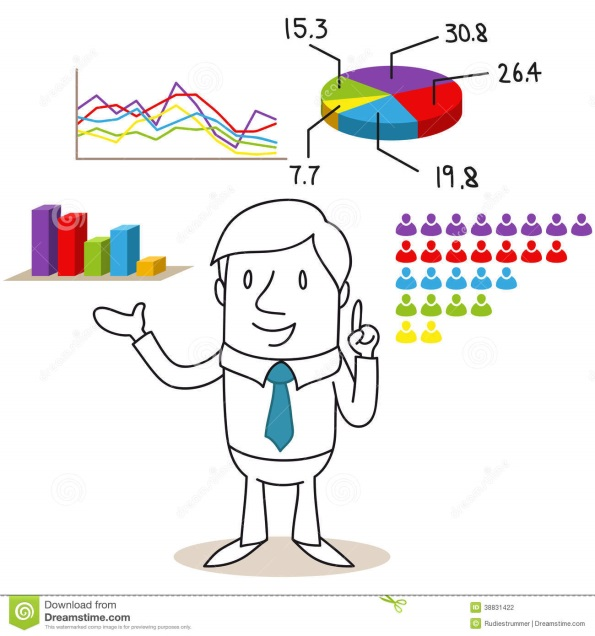 15.3
30.8
26.4
7.7
19.8
Download from
Dreamstime.com
This watermarked comp image is for previewing purposes only.
38831422
Rudiestrummer | Dreamstime.com